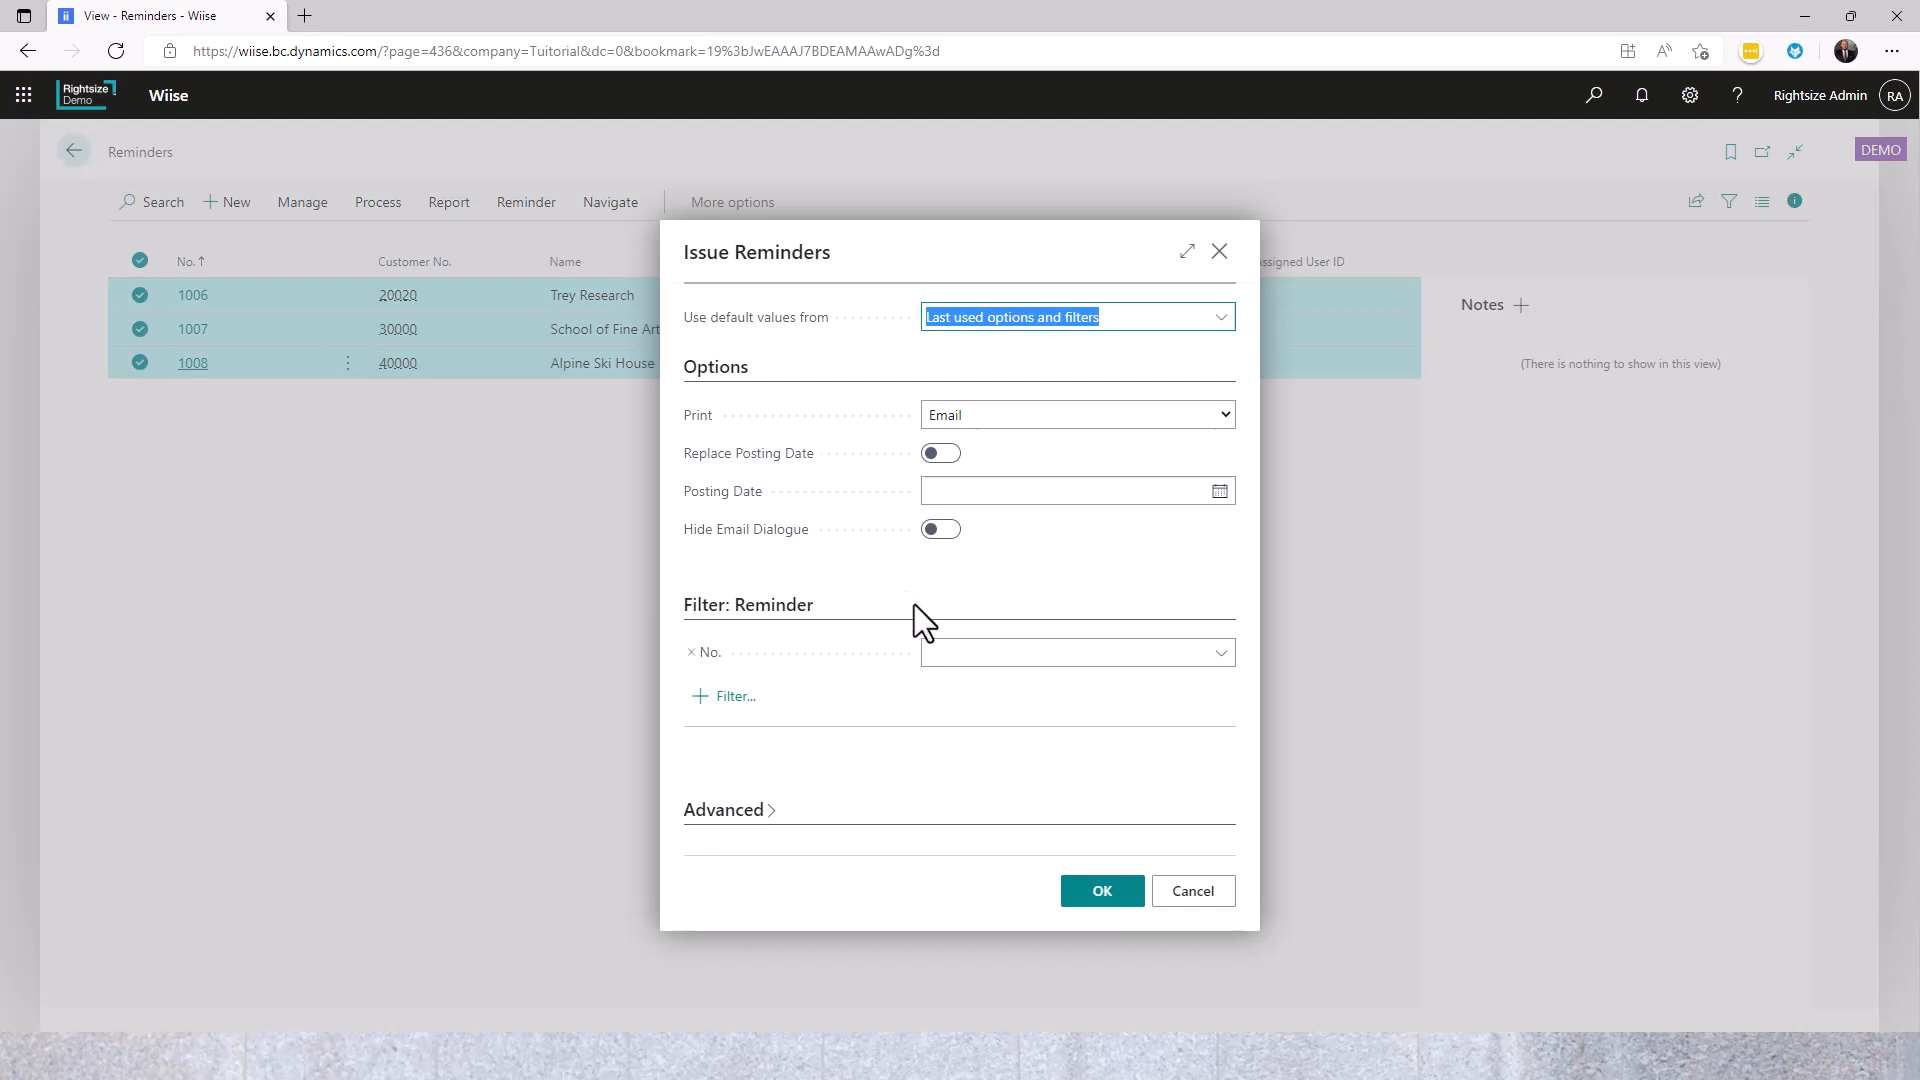 View - Reminders - Wiise
https://wiise.bc.dynamics.com/?page=436&company=Tuitorial&dc=0&bookmark=19%3bJwEAAAJ7BDEAMAAwADg%3d
Rightsize
Demo
Wiise
Rightsize Admin
RA
Reminders
DEMO
Search
New
Manage
Process
Report
Reminder
Navigate
More options
No.
Customer No.
Name
ssigned User ID
1006
20020
Trey Research
1007
30000
School of Fine Art
1008
40000
Alpine Ski House
Notes
(There is nothing to show in this view)
Issue Reminders
Use default values from
Last used options and filters
Options
Print
Email
Replace Posting Date
Posting Date
Hide Email Dialogue
Filter: Reminder
No.
Filter...
Advanced
OK
Cancel